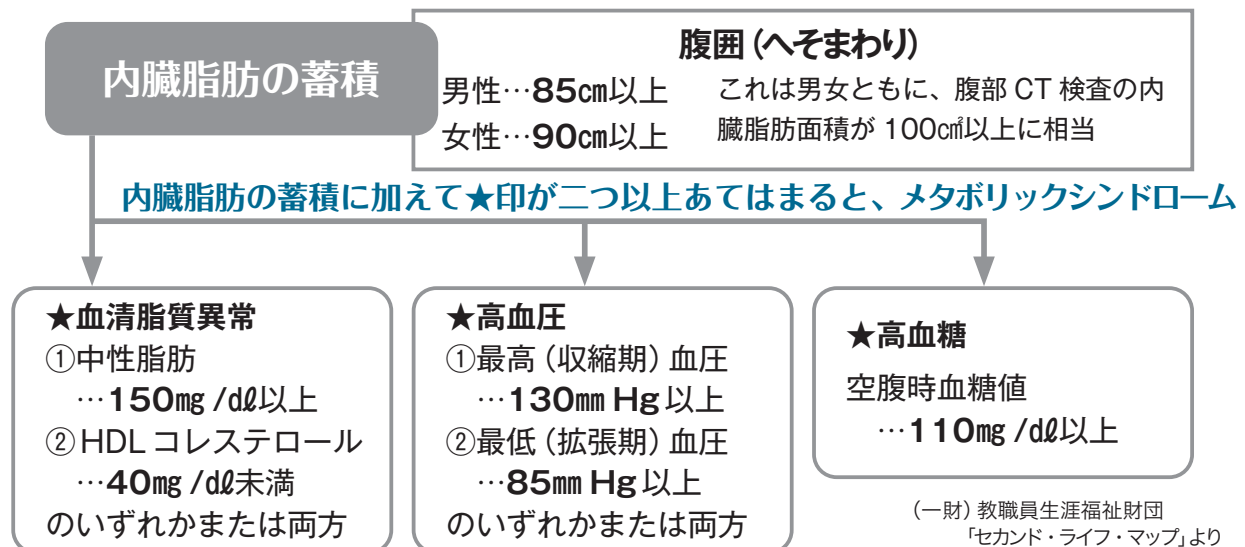 内臓脂肪の蓄積
腹囲（へそまわり）
男性…85㎝以上
女性…90㎝以上
これは男女ともに、腹部 CT 検査の内
臓脂肪面積が 100㎠以上に相当
内臓脂肪の蓄積に加えて★印が二つ以上あてはまると、メタボリックシンドローム
★血清脂質異常
①中性脂肪
…150㎎ /㎗以上
② HDL コレステロール
…40㎎ /㎗未満
のいずれかまたは両方
★高血圧
①最高（収縮期）血圧
…130㎜ Hg 以上
②最低（拡張期）血圧
…85㎜ Hg 以上
のいずれかまたは両方
★高血糖
空腹時血糖値
…110㎎ /㎗以上
（一財）教職員生涯福祉財団
「セカンド・ライフ・マップ」より